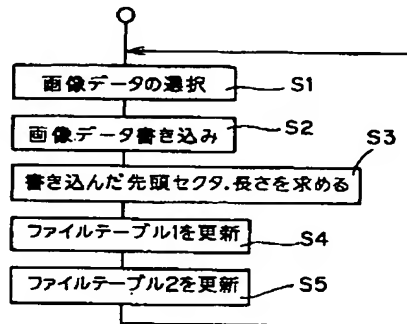 画像データの選択 S1
画像データ書き込み S2
書き込んだ先頭セクタ,長さを求める S3
ファイルテーブル1を更新 S4
ファイルテーブル2を更新 S5